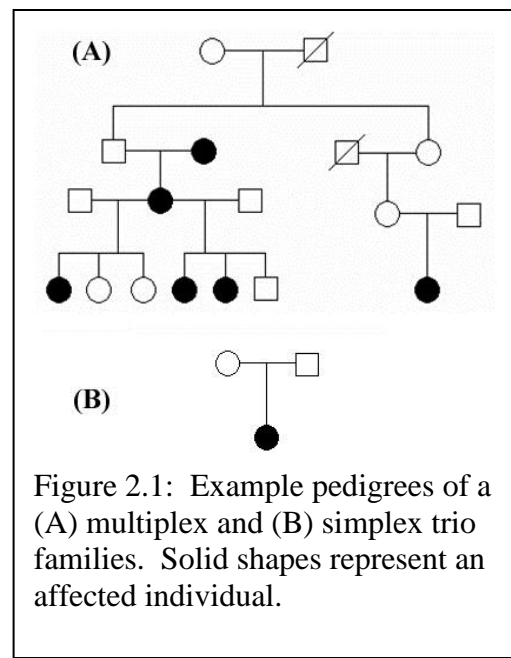 (A)
(B)
Figure 2.1:  Example pedigrees of a
(A) multiplex and (B) simplex trio
families.  Solid shapes represent an
affected individual.